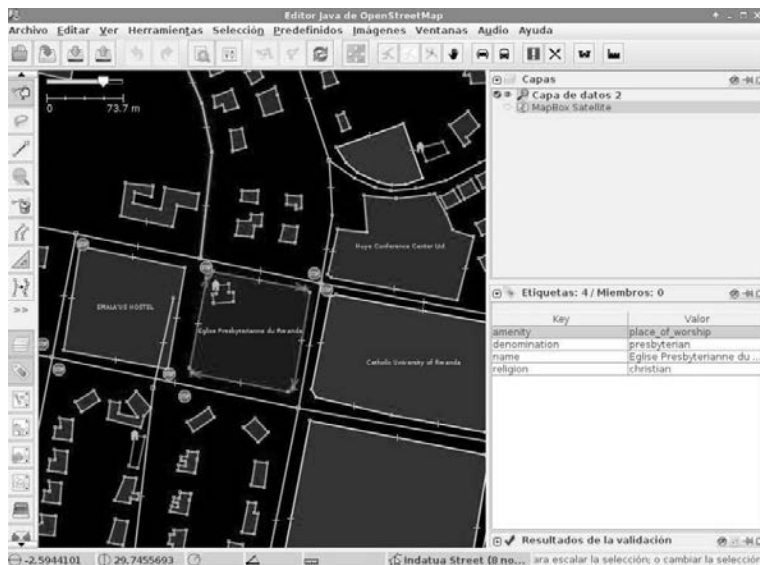 Editor Java de OpenStreetMap
Archivo Editar Ver Herramientas Selección Predefinidos Imágenes Ventanas Audio Ayuda
0 73.7 m
Huye Conference Center Ltd
EMALA'US HOSTEL
Eglise Presbyterianne du Rwanda
Catholic University of Rwanda
>>
Capas
Capa de datos 2
MapBox Satellite
Etiquetas: 4 / Miembros: 0
Key Valor
amenity place_of_worship
denomination presbyterian
name Eglise Presbyterianne du ...
religion christian
Resultados de la validación
-2.5944101 29.7455693 Indatua Street (8 no... ara escalar la selección; o cambiar la selección